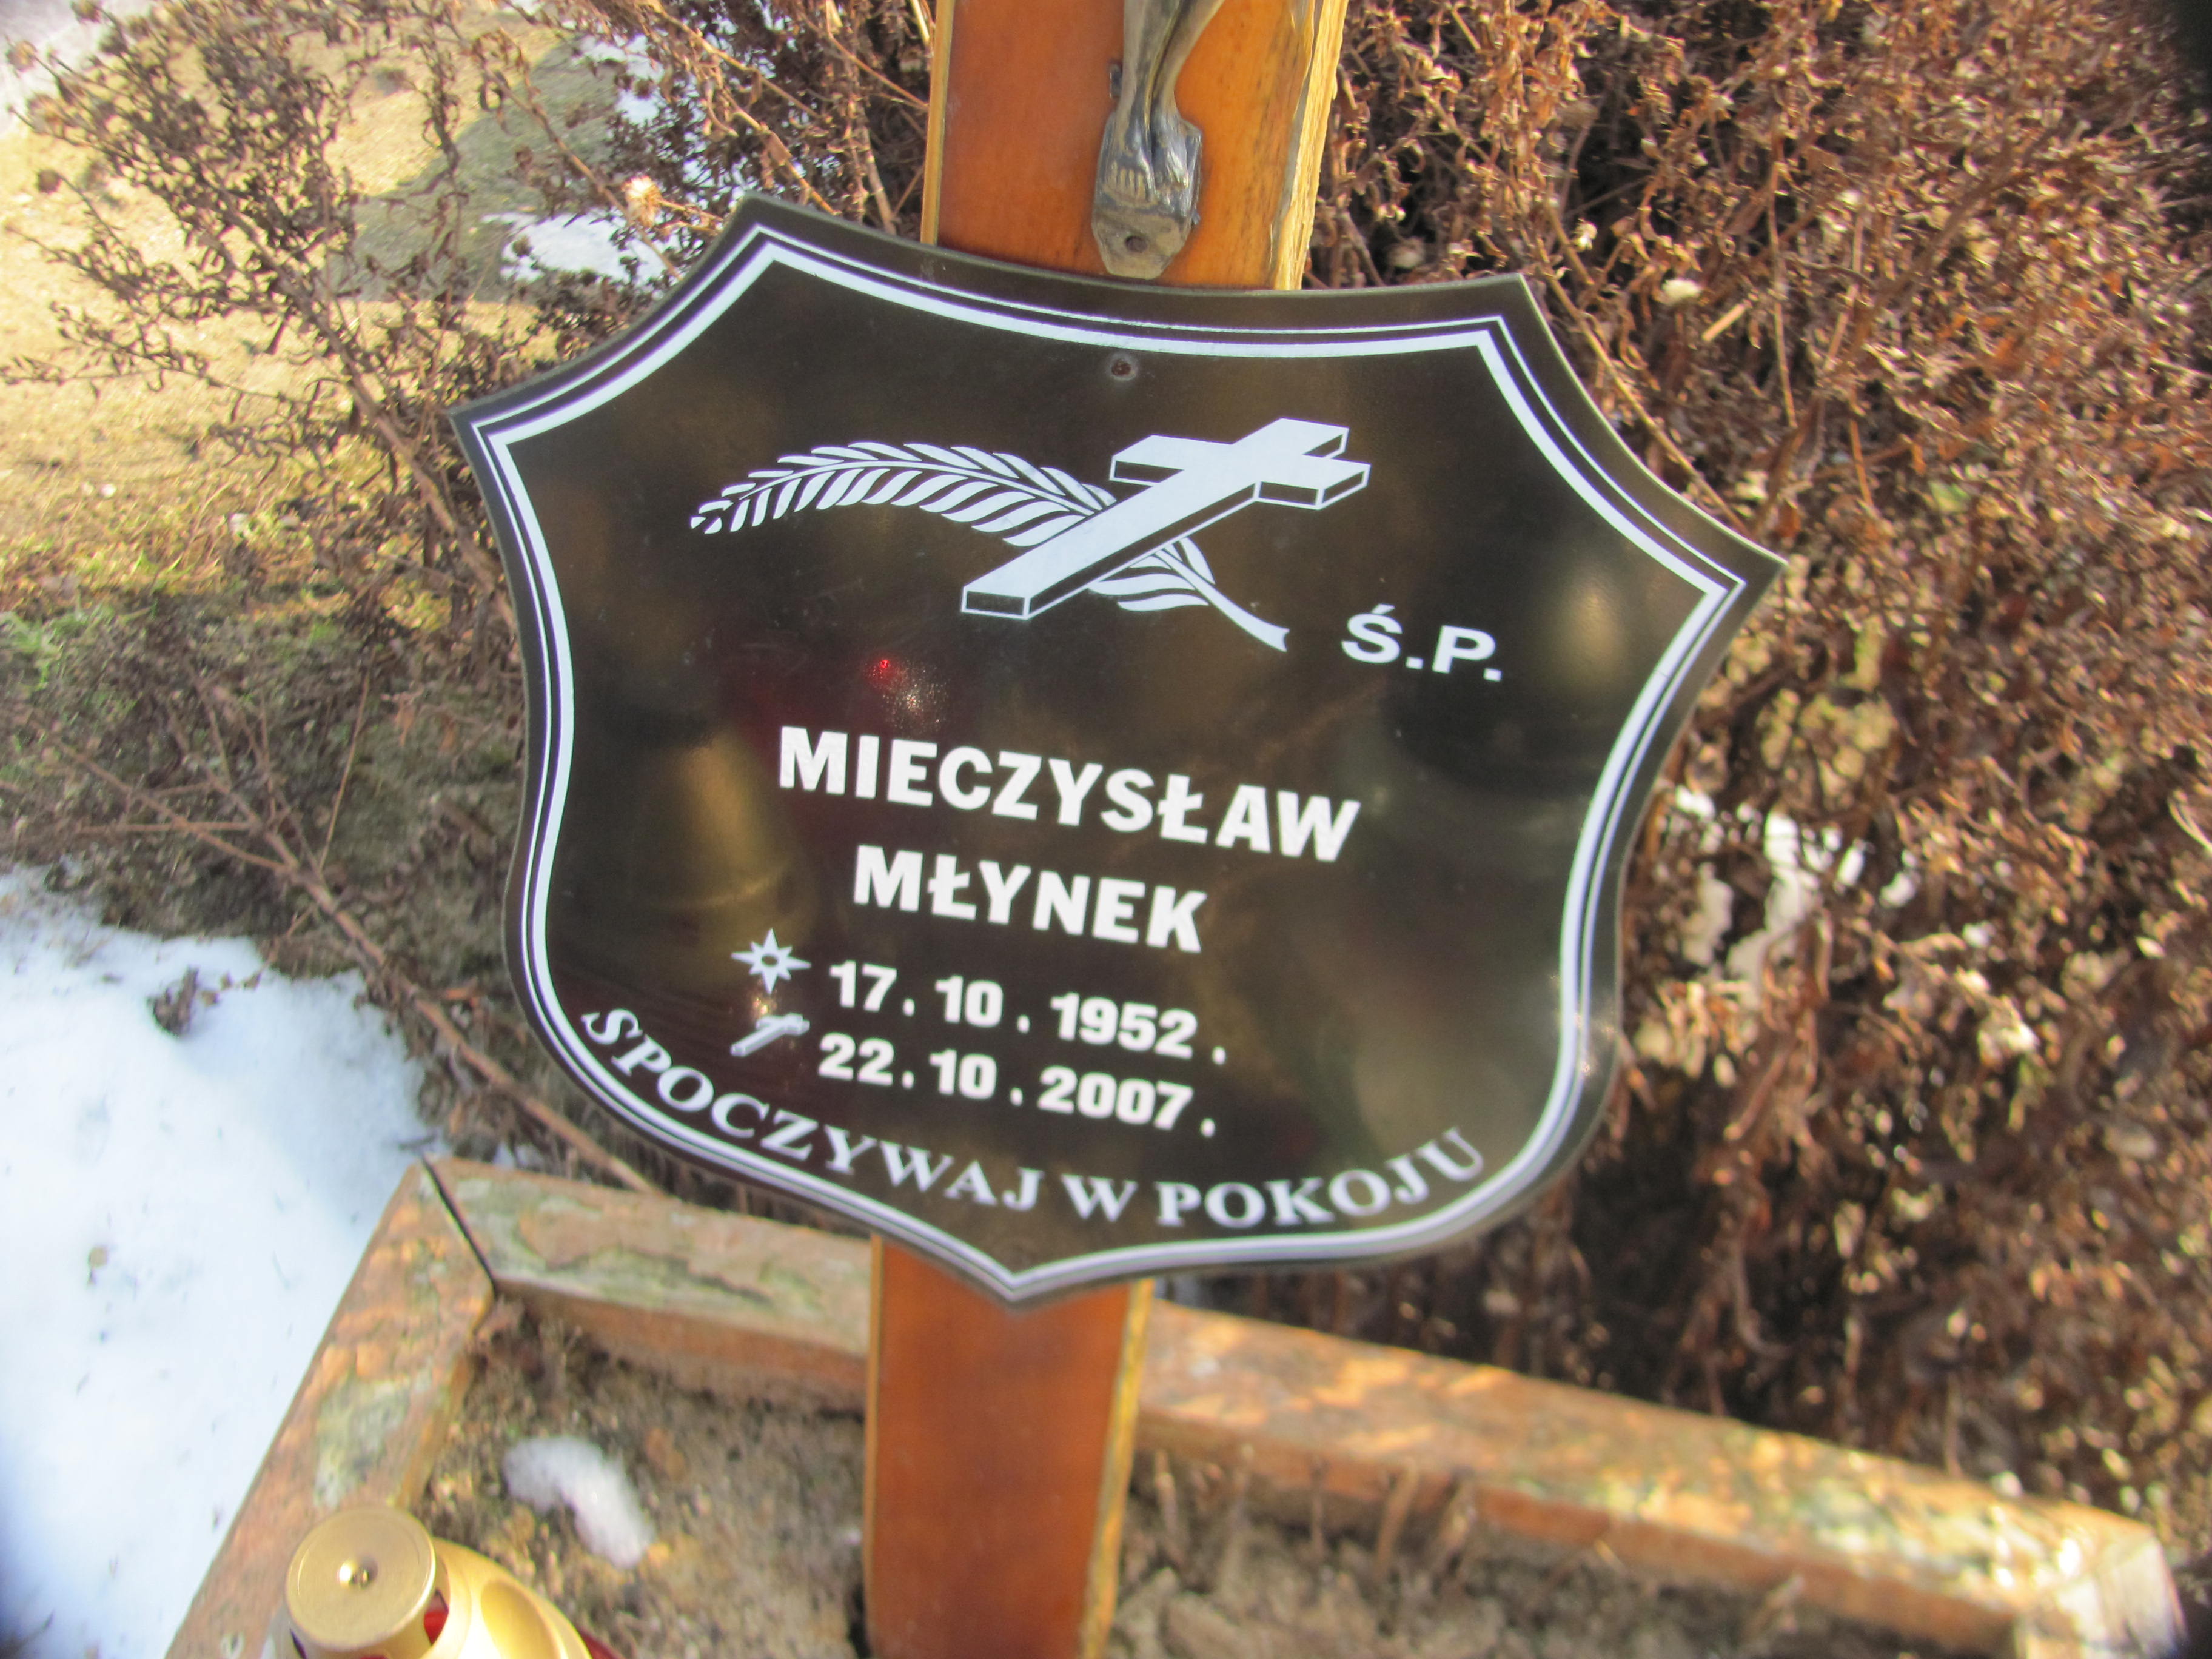 Ś.P.
MIECZYSŁAW
MŁYNEK
17.10.1952.
22.10.2007.
SPOCZYWAJ W POKOJU